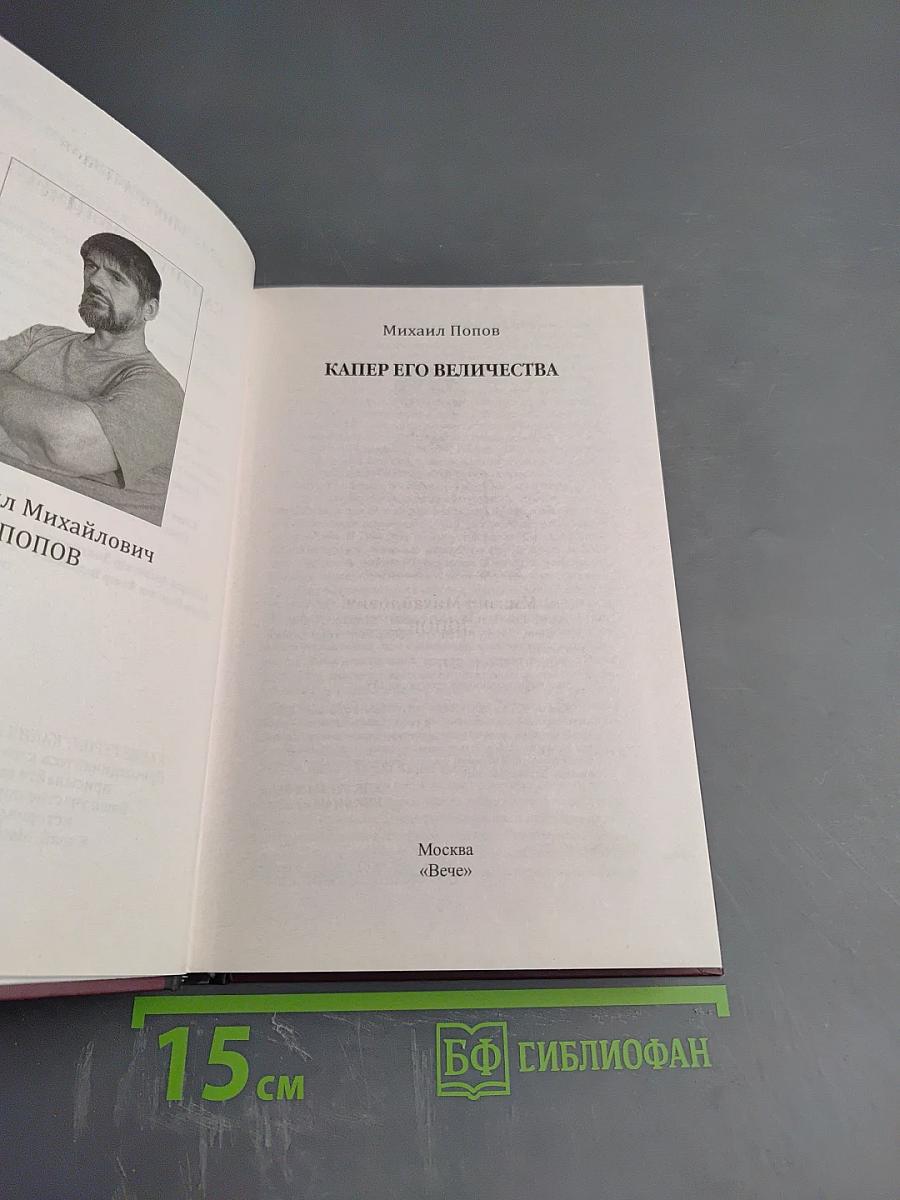 Михайлович
ПОПОВ
Михаил Попов
КАПЕР ЕГО ВЕЛИЧЕСТВА
Москва
«Вече»
15 см
БФ БИБЛИОФАН